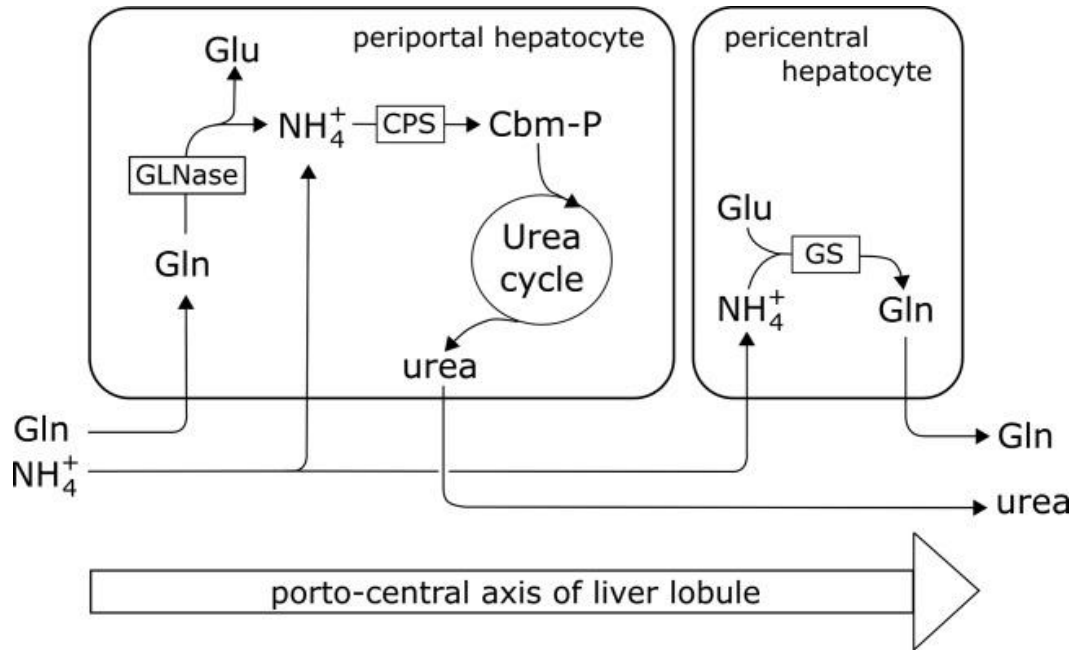 periportal hepatocyte
Glu
NH₄⁺
CPS
Cbm-P
GLNase
Gln
Urea
cycle
urea
pericentral
hepatocyte
Glu
GS
NH₄⁺
Gln
Gln
NH₄⁺
Gln
urea
porto-central axis of liver lobule